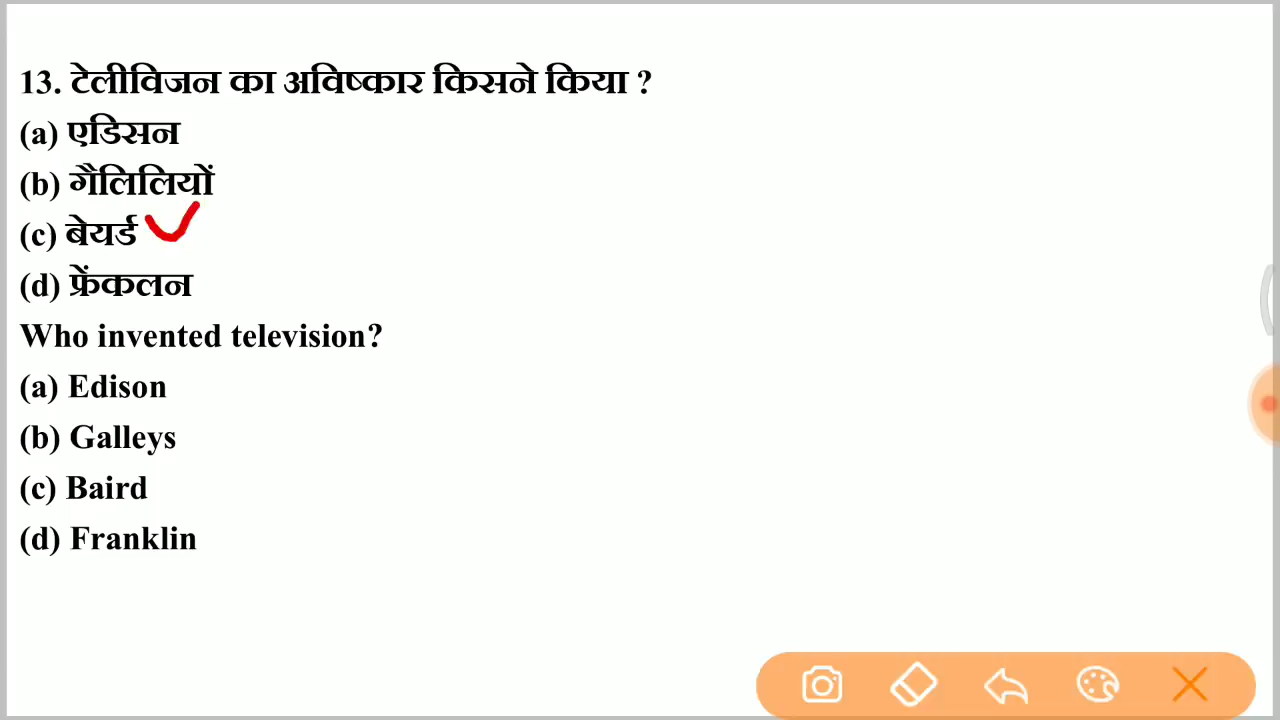 13. टेलीविजन का अविष्कार किसने किया ?
(a) एडिसन
(b) गैलिलियों
(c) बेयर्ड
(d) फ्रेंकलन
Who invented television?
(a) Edison
(b) Galleys
(c) Baird
(d) Franklin